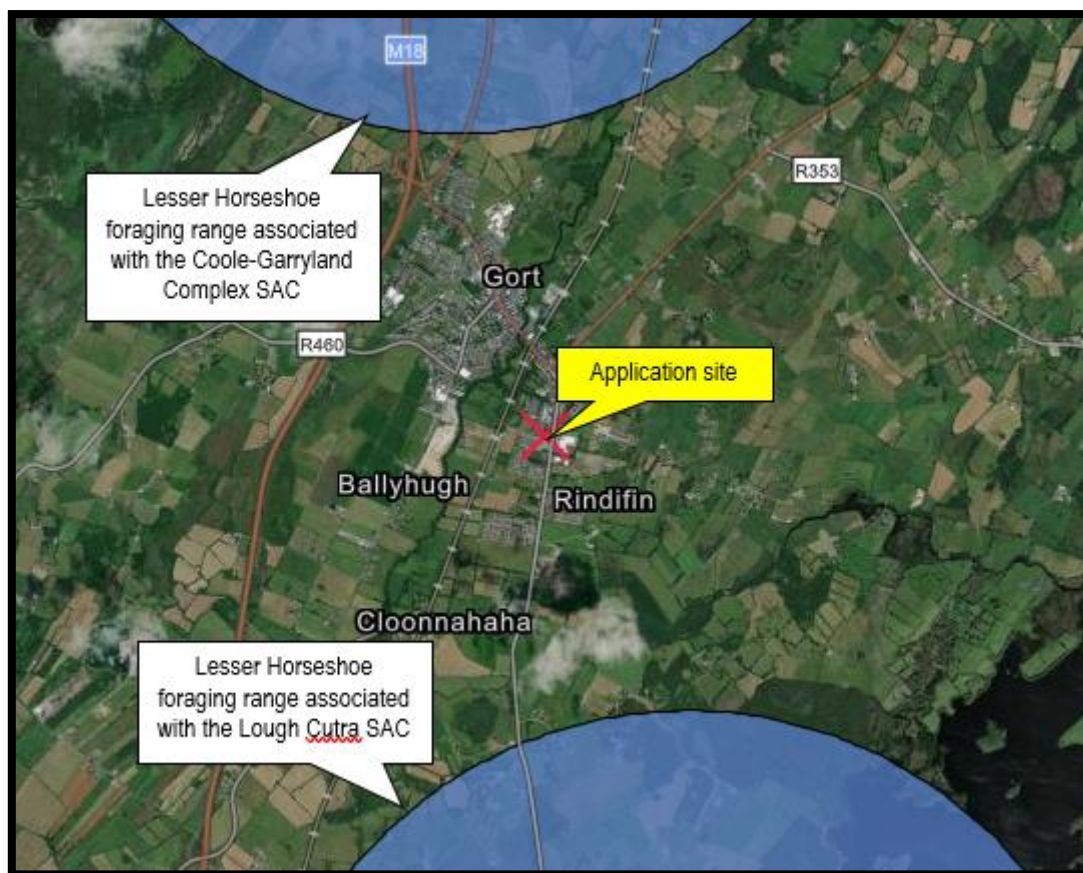 M18
Lesser Horseshoe
foraging range associated
with the Coole-Garryland
Complex SAC
R353
Gort
R460
Application site
Ballyhugh
Rindifin
Cloonnahaha
Lesser Horseshoe
foraging range associated
with the Lough Cutra SAC